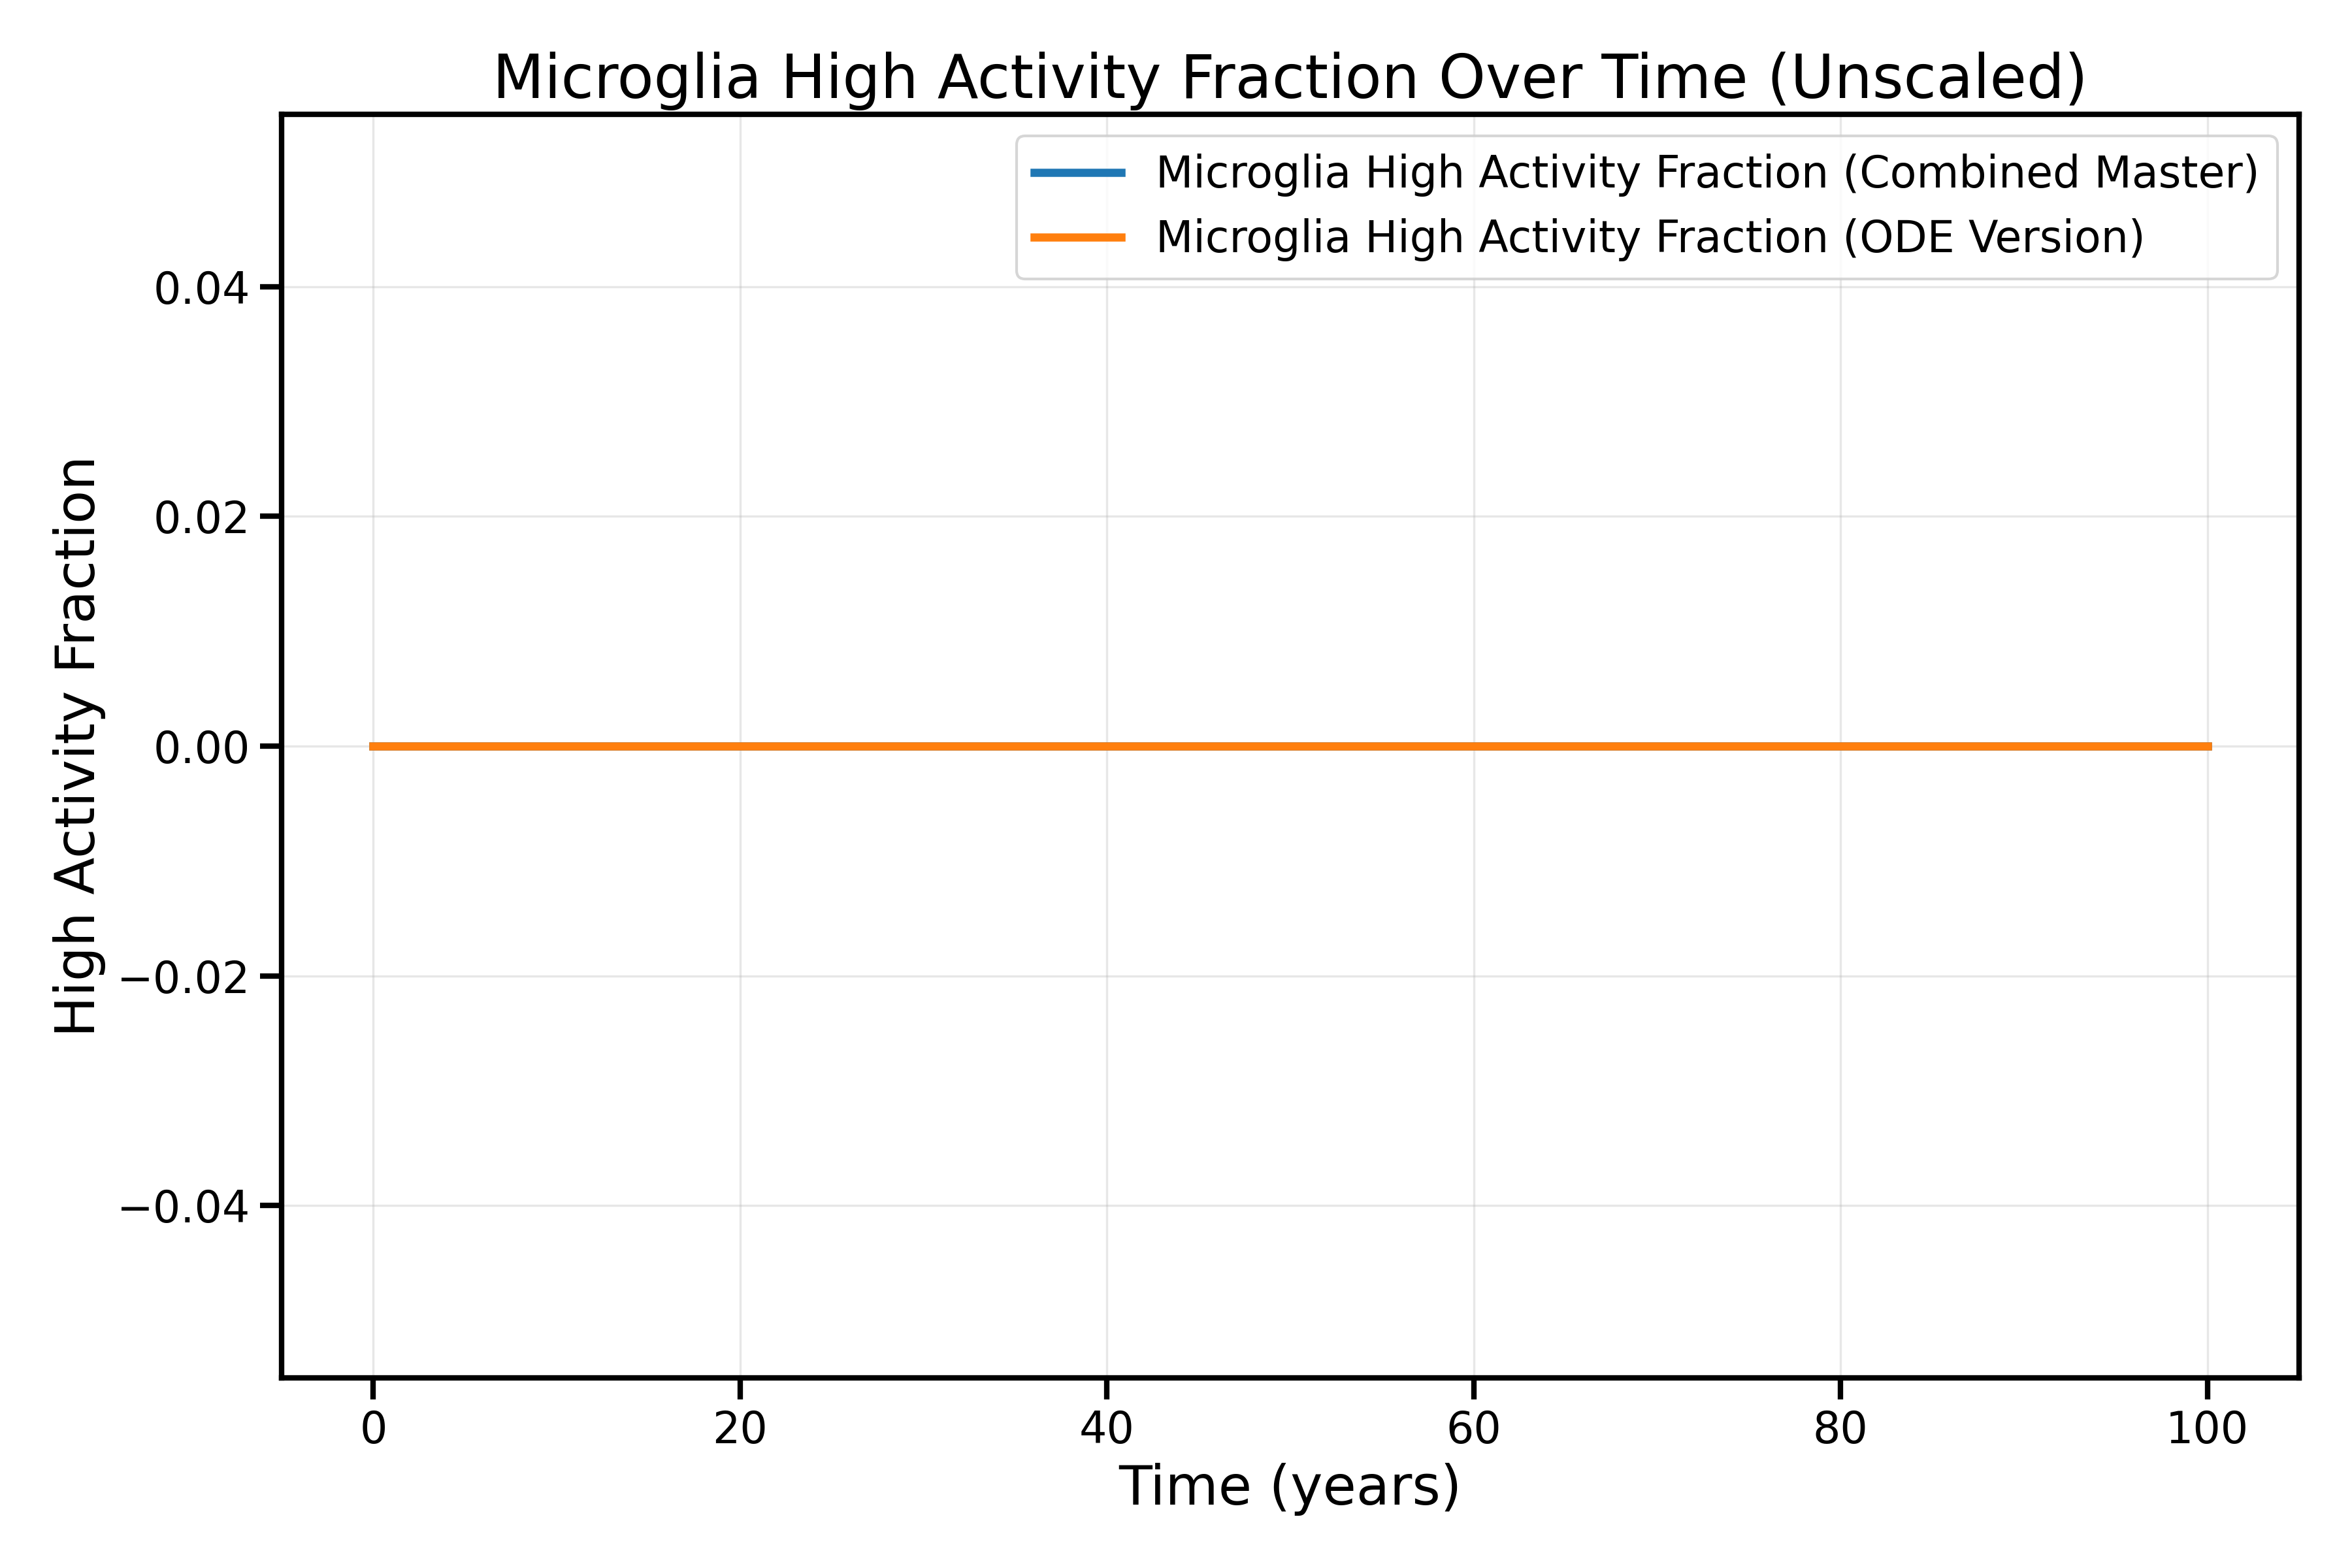 Microglia High Activity Fraction Over Time (Unscaled)
Microglia High Activity Fraction (Combined Master)
Microglia High Activity Fraction (ODE Version)
High Activity Fraction
0.04
0.02
0.00
−0.02
−0.04
0 20 40 60 80 100
Time (years)